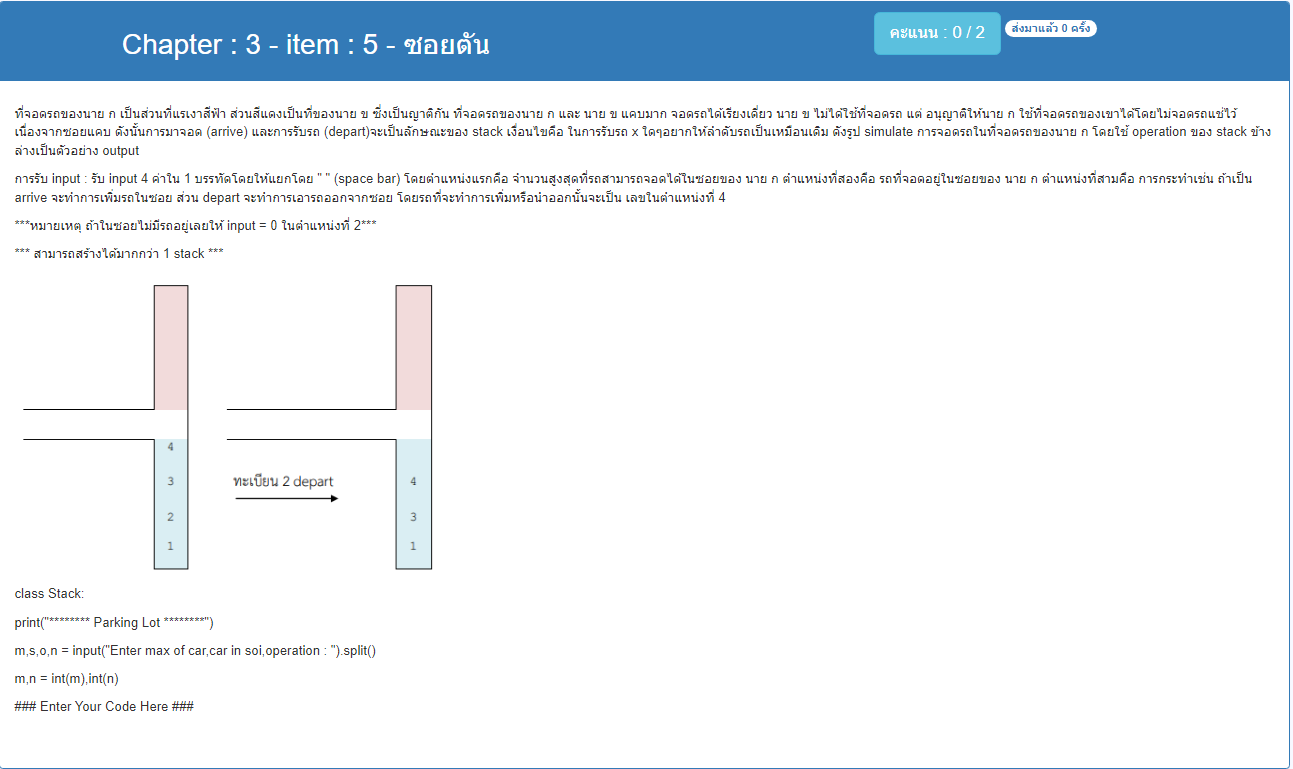 Chapter : 3 - item : 5 - ซอยตัน
คะแนน : 0 / 2
ส่งมาแล้ว 0 ครั้ง
ที่จอดรถของนาย ก เป็นส่วนที่แรเงาสีฟ้า ส่วนสีแดงเป็นที่ของนาย ข ซึ่งเป็นญาติกัน ที่จอดรถของนาย ก และ นาย ข แคบมาก จอดรถได้เรียงเดี่ยว นาย ข ไม่ได้ใช้ที่จอดรถ แต่ อนุญาติให้นาย ก ใช้ที่จอดรถของเขาได้โดยไม่จอดรถแช่ไว้
เนื่องจากซอยแคบ ดังนั้นการมาจอด (arrive) และการรับรถ (depart)จะเป็นลักษณะของ stack เงื่อนไขคือ ในการรับรถ x ใดๆอยากให้ลำดับรถเป็นเหมือนเดิม ดังรูป simulate การจอดรถในที่จอดรถของนาย ก โดยใช้ operation ของ stack ข้าง
ล่างเป็นตัวอย่าง output
การรับ input : รับ input 4 ค่าใน 1 บรรทัดโดยให้แยกโดย " " (space bar) โดยตำแหน่งแรกคือ จำนวนสูงสุดที่รถสามารถจอดได้ในซอยของ นาย ก ตำแหน่งที่สองคือ รถที่จอดอยู่ในซอยของ นาย ก ตำแหน่งที่สามคือ การกระทำเช่น ถ้าเป็น
arrive จะทำการเพิ่มรถในซอย ส่วน depart จะทำการเอารถออกจากซอย โดยรถที่จะทำการเพิ่มหรือนำออกนั้นจะเป็น เลขในตำแหน่งที่ 4
***หมายเหตุ ถ้าในซอยไม่มีรถอยู่เลยให้ input = 0 ในตำแหน่งที่ 2***
*** สามารถสร้างได้มากกว่า 1 stack ***
4
3
2
1
ทะเบียน 2 depart
4
3
1
class Stack:
print("******** Parking Lot ********")
m,s,o,n = input("Enter max of car,car in soi,operation : ").split()
m,n = int(m),int(n)
### Enter Your Code Here ###